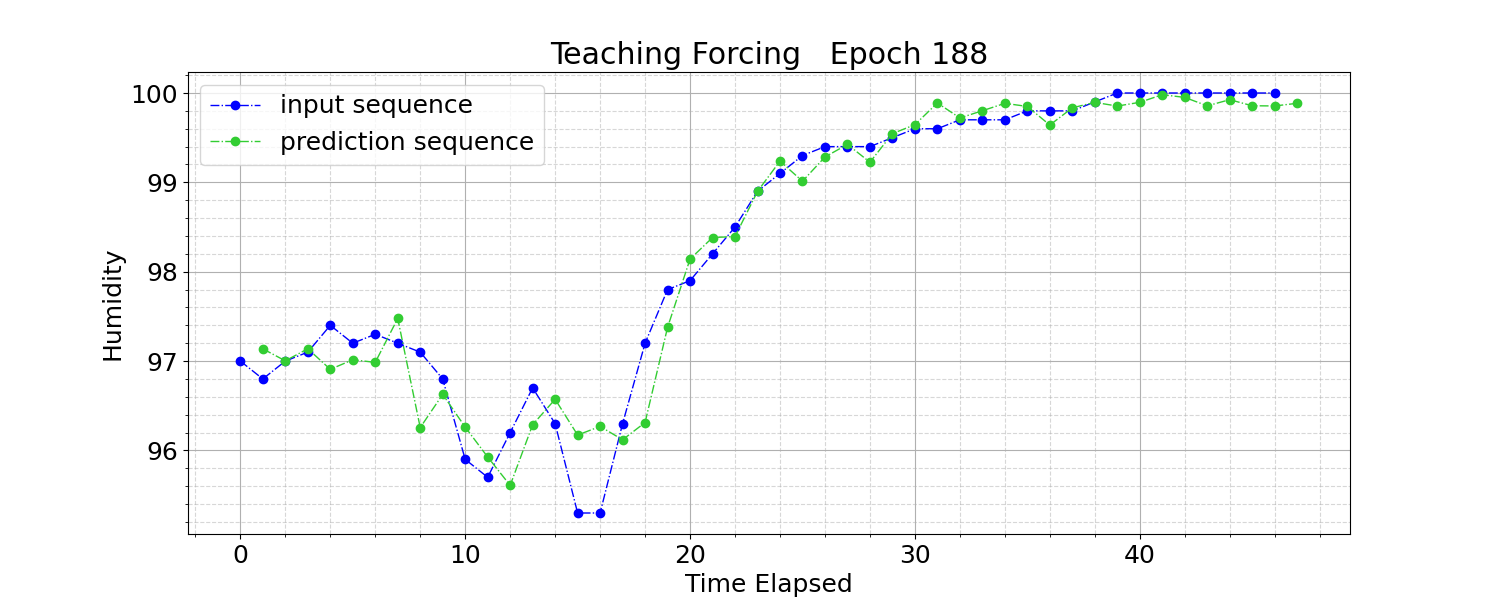 Teaching Forcing   Epoch 188
input sequence
prediction sequence
Humidity
100
99
98
97
96
0 10 20 30 40
Time Elapsed